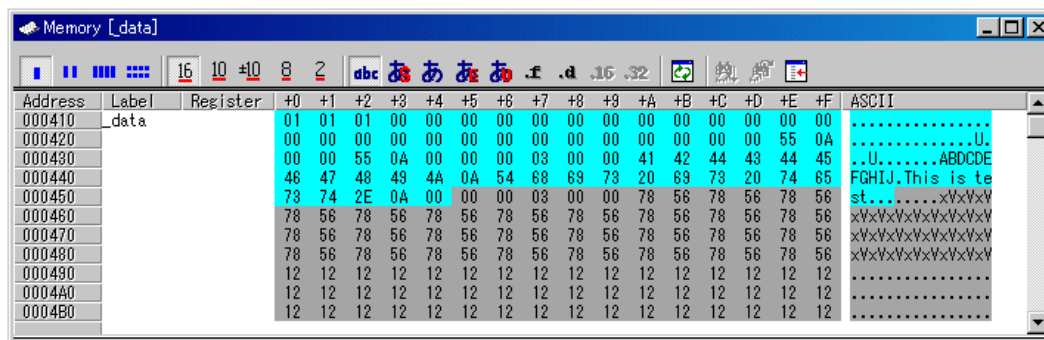 Memory [_data]
16 10 ±10 8 2 abc あS あ あE あU .f .d .16 .32
Address Label Register +0 +1 +2 +3 +4 +5 +6 +7 +8 +9 +A +B +C +D +E +F ASCII
000410 _data 01 01 01 00 00 00 00 00 00 00 00 00 00 00 00 00 ................
000420 00 00 00 00 00 00 00 00 00 00 00 00 00 00 55 0A ..............U.
000430 00 00 55 0A 00 00 00 03 00 00 41 42 44 43 44 45 ..U.......ABDCDE
000440 46 47 48 49 4A 0A 54 68 69 73 20 69 73 20 74 65 FGHIJ.This is te
000450 73 74 2E 0A 00 00 00 03 00 00 78 56 78 56 78 56 st........xVxVxV
000460 78 56 78 56 78 56 78 56 78 56 78 56 78 56 78 56 xVxVxVxVxVxVxVxV
000470 78 56 78 56 78 56 78 56 78 56 78 56 78 56 78 56 xVxVxVxVxVxVxVxV
000480 78 56 78 56 78 56 78 56 78 56 78 56 78 56 78 56 xVxVxVxVxVxVxVxV
000490 12 12 12 12 12 12 12 12 12 12 12 12 12 12 12 12 ................
0004A0 12 12 12 12 12 12 12 12 12 12 12 12 12 12 12 12 ................
0004B0 12 12 12 12 12 12 12 12 12 12 12 12 12 12 12 12 ................